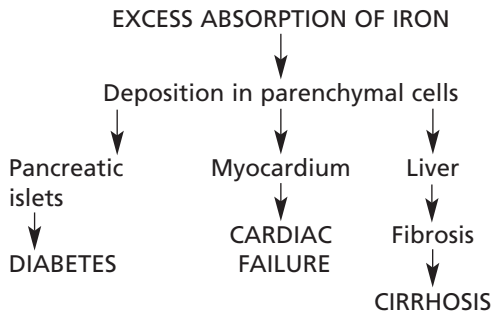 EXCESS ABSORPTION OF IRON
Deposition in parenchymal cells
Pancreatic
islets
DIABETES
Myocardium
CARDIAC
FAILURE
Liver
Fibrosis
CIRRHOSIS